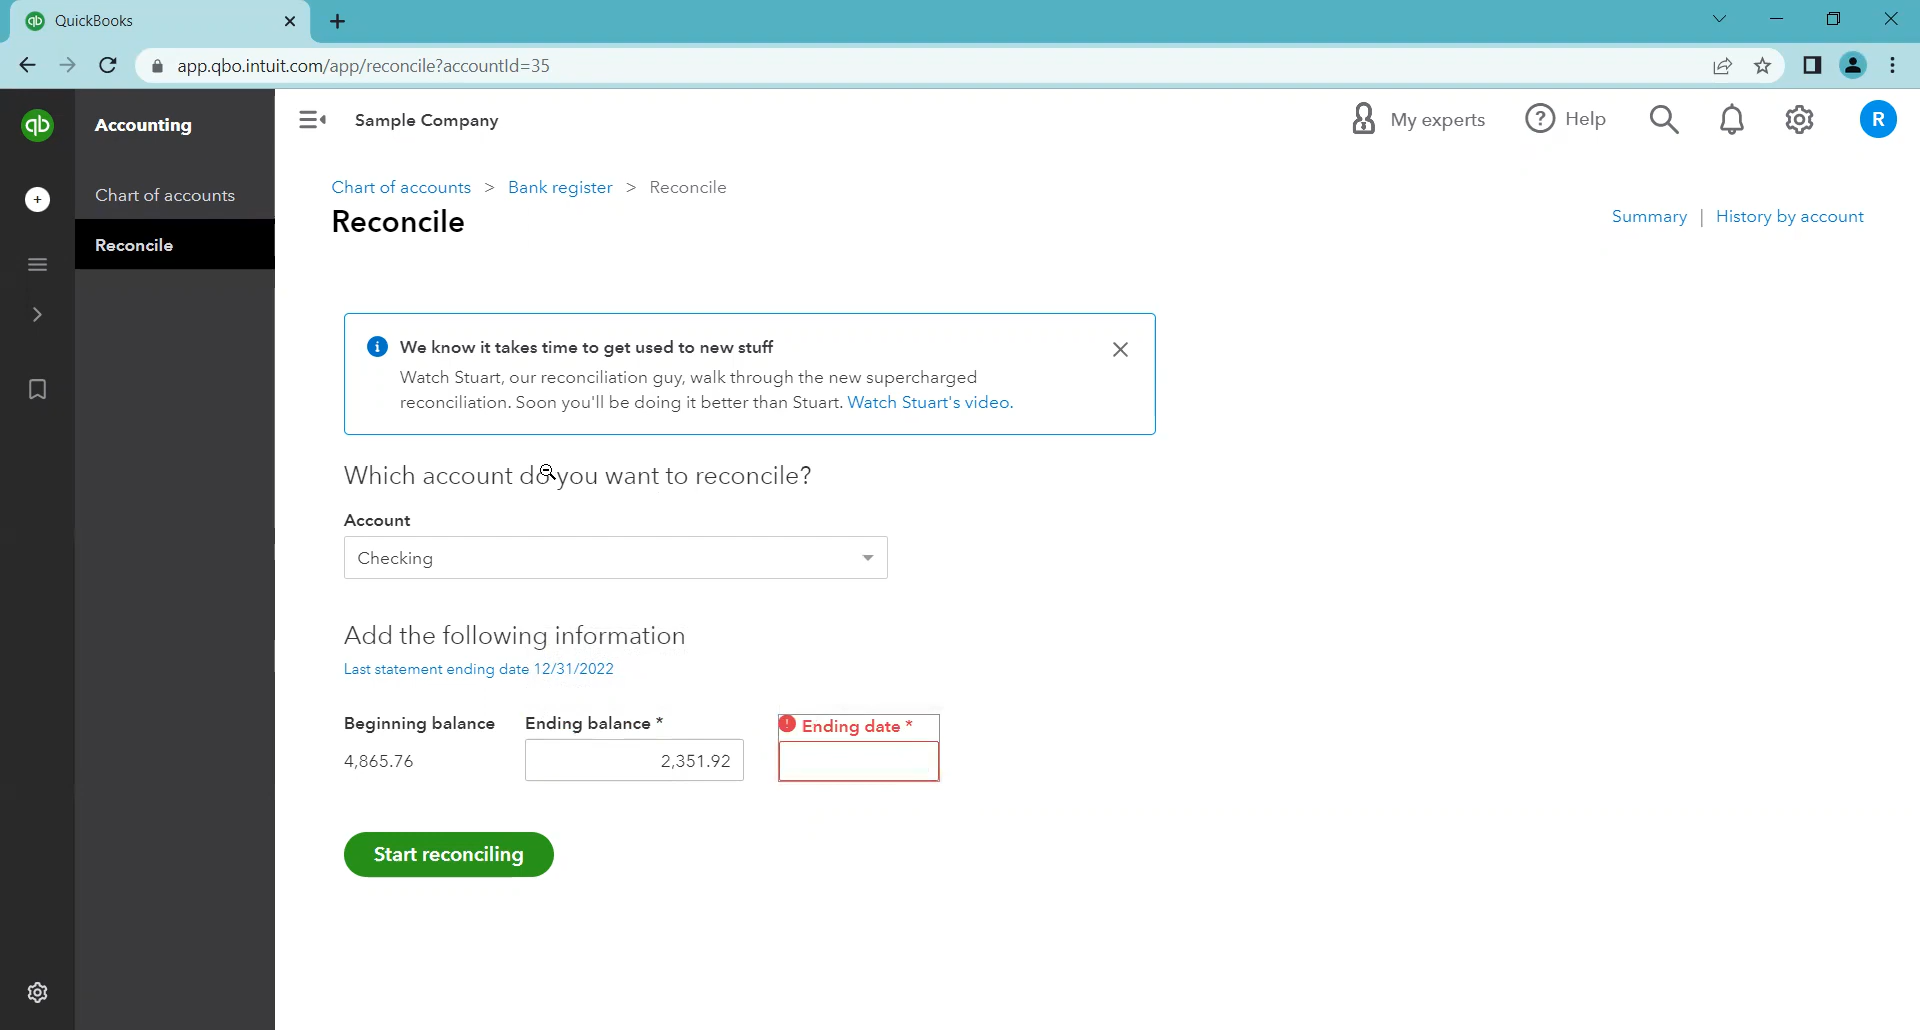 QuickBooks
app.qbo.intuit.com/app/reconcile?accountId=35
qb
Accounting
Sample Company
My experts
? Help
R
Chart of accounts
Reconcile
Chart of accounts > Bank register > Reconcile
Reconcile
Summary | History by account
We know it takes time to get used to new stuff
Watch Stuart, our reconciliation guy, walk through the new supercharged
reconciliation. Soon you'll be doing it better than Stuart. Watch Stuart's video.
Which account do you want to reconcile?
Account
Checking
Add the following information
Last statement ending date 12/31/2022
Beginning balance
Ending balance *
Ending date *
4,865.76
2,351.92
Start reconciling